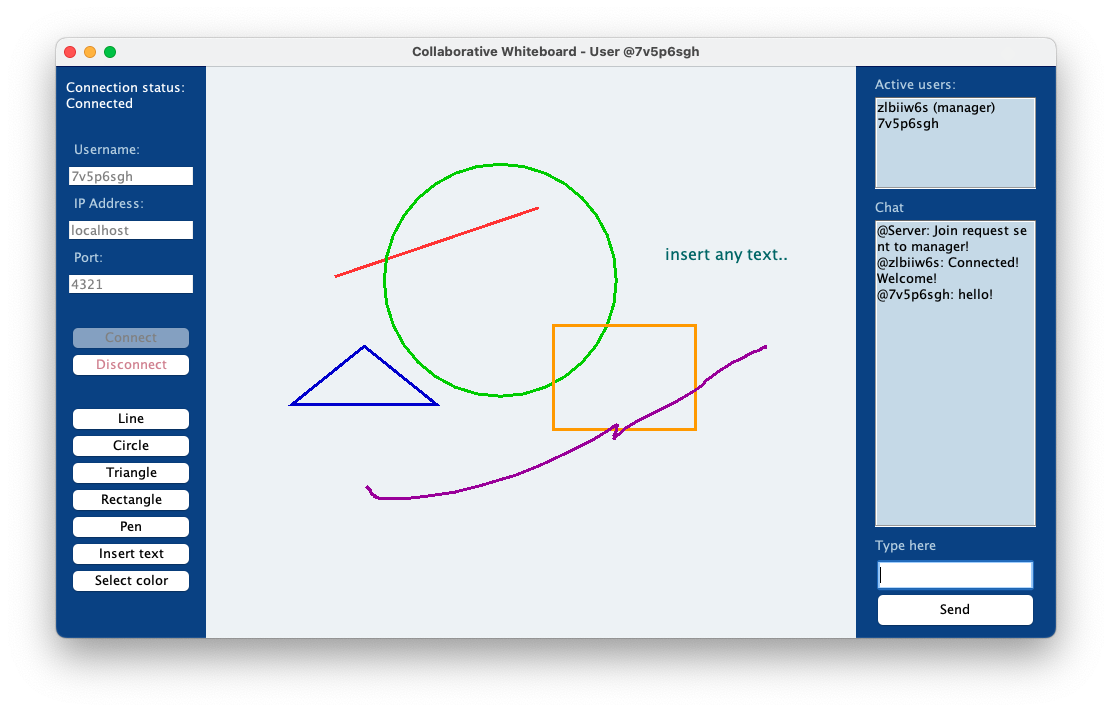 Collaborative Whiteboard - User @7v5p6sgh
Connection status:
Connected
Username:
7v5p6sgh
IP Address:
localhost
Port:
4321
Connect
Disconnect
Line
Circle
Triangle
Rectangle
Pen
Insert text
Select color
insert any text..
Active users:
zlbiiw6s (manager)
7v5p6sgh
Chat
@Server: Join request se
nt to manager!
@zlbiiw6s: Connected!
Welcome!
@7v5p6sgh: hello!
Type here
Send